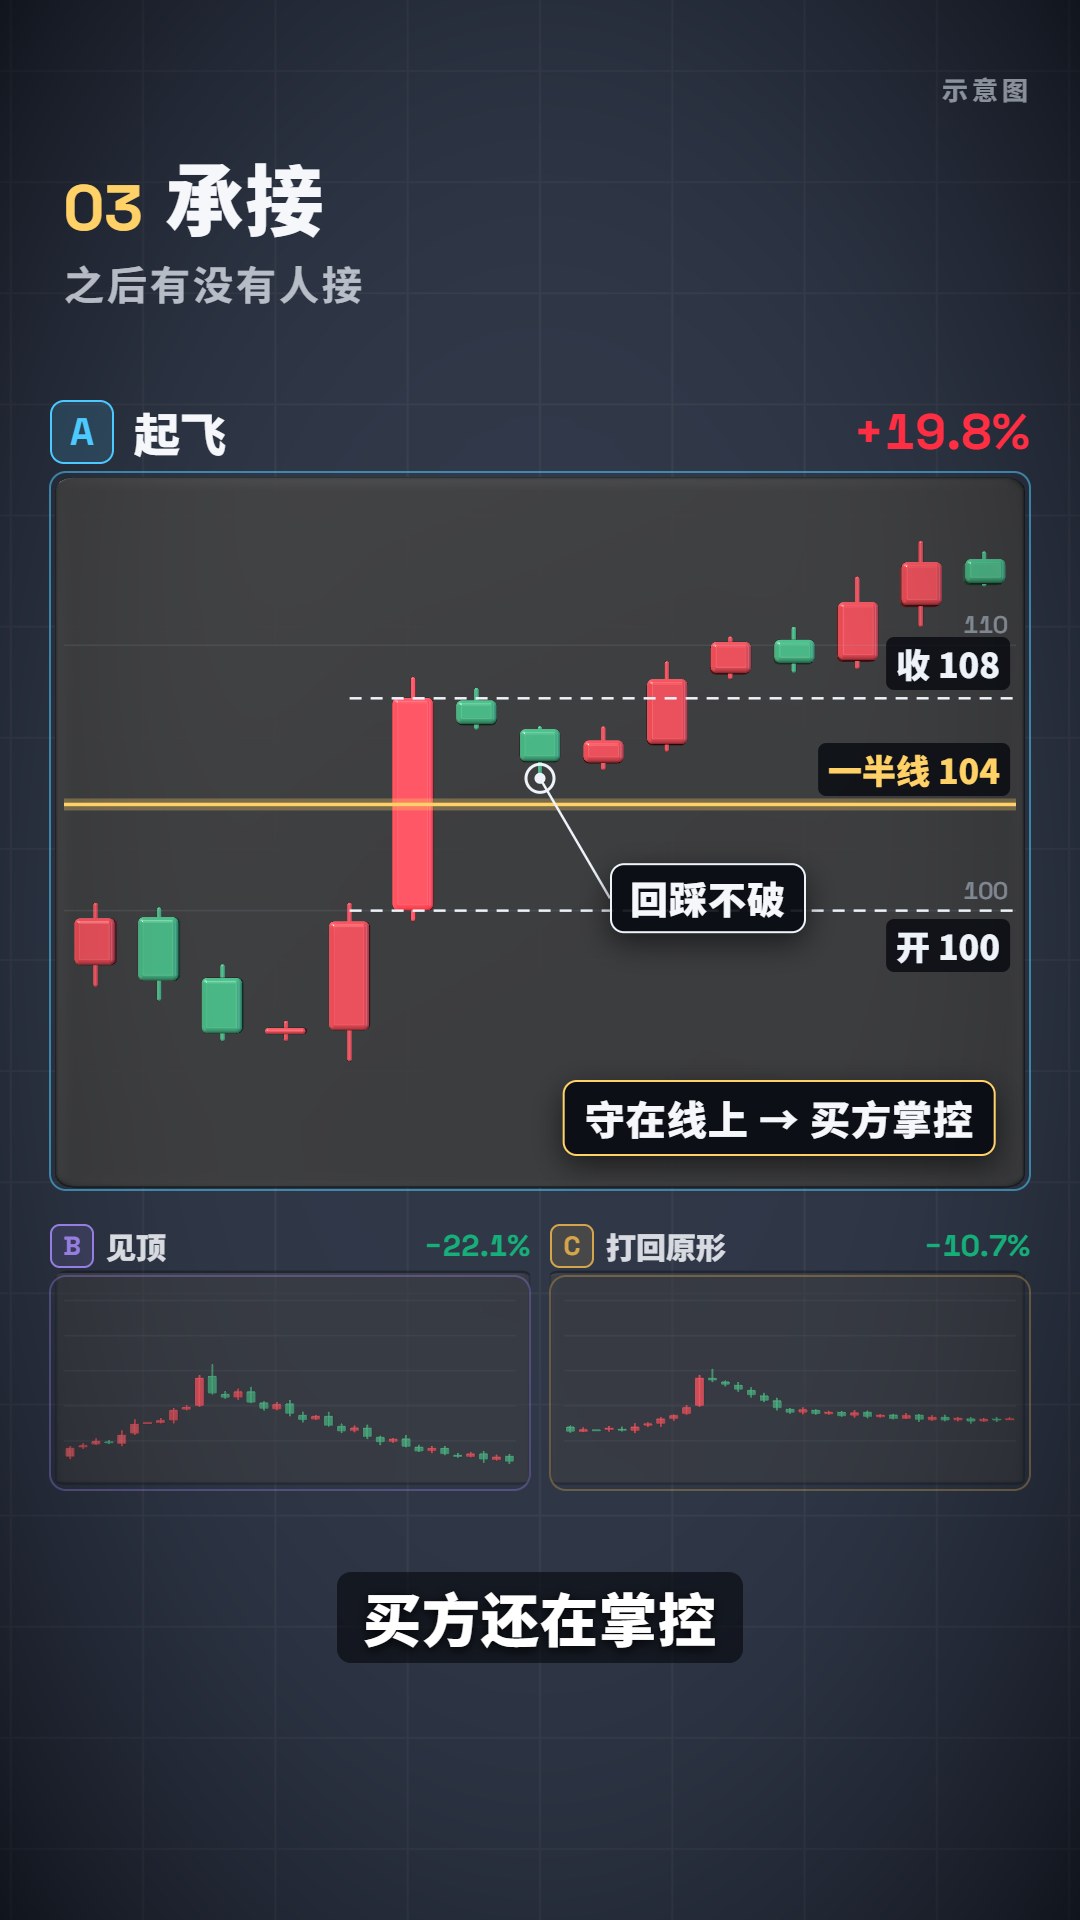 示意图
03 承接
之后有没有人接
A 起飞 +19.8%
110
收 108
一半线 104
回踩不破
100
开 100
守在线上 → 买方掌控
B 见顶 -22.1%
C 打回原形 -10.7%
买方还在掌控